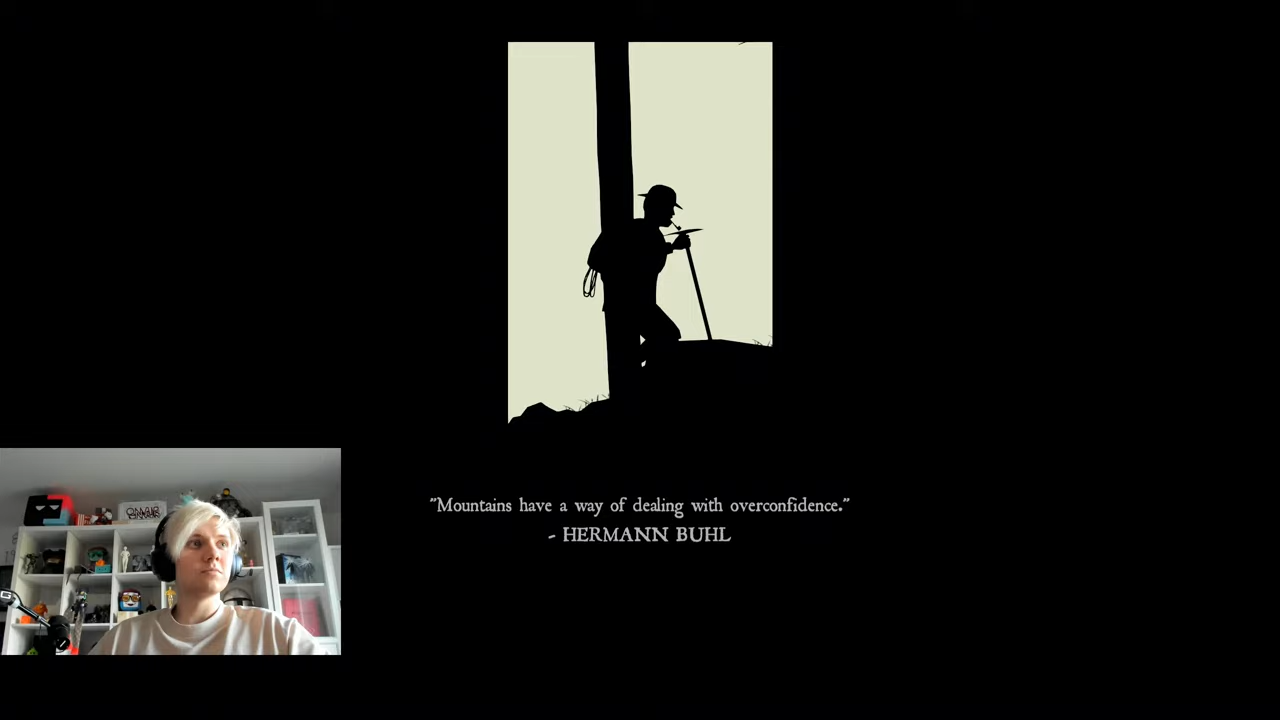 "Mountains have a way of dealing with overconfidence."
- HERMANN BUHL